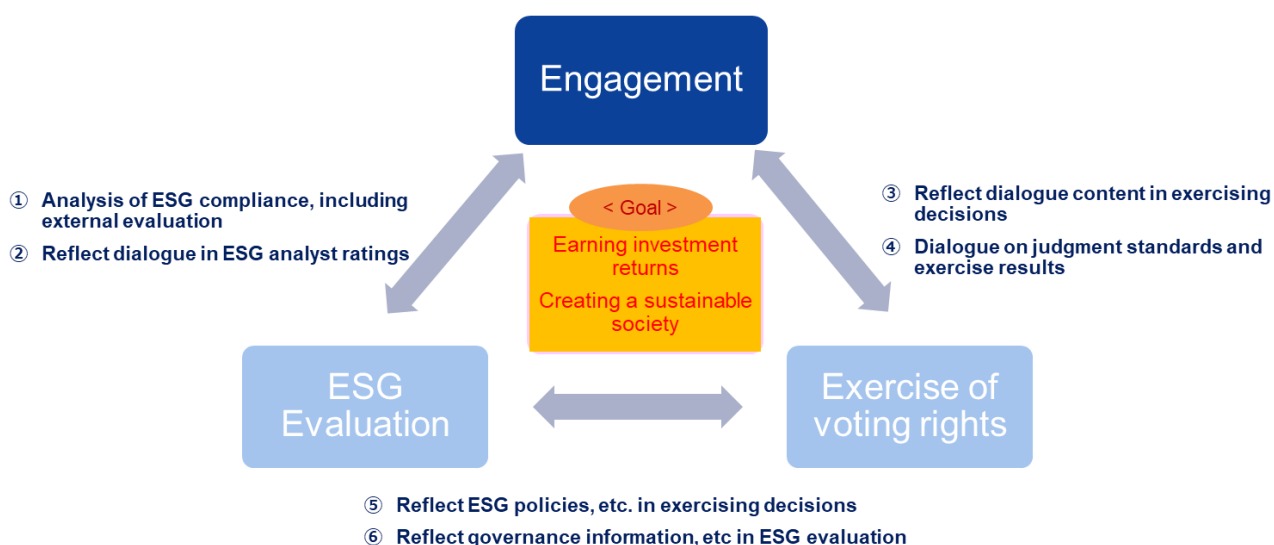 Engagement
① Analysis of ESG compliance, including
external evaluation
② Reflect dialogue in ESG analyst ratings
< Goal >
Earning investment
returns
Creating a sustainable
society
③ Reflect dialogue content in exercising
decisions
④ Dialogue on judgment standards and
exercise results
ESG
Evaluation
Exercise of
voting rights
⑤ Reflect ESG policies, etc. in exercising decisions
⑥ Reflect governance information, etc in ESG evaluation